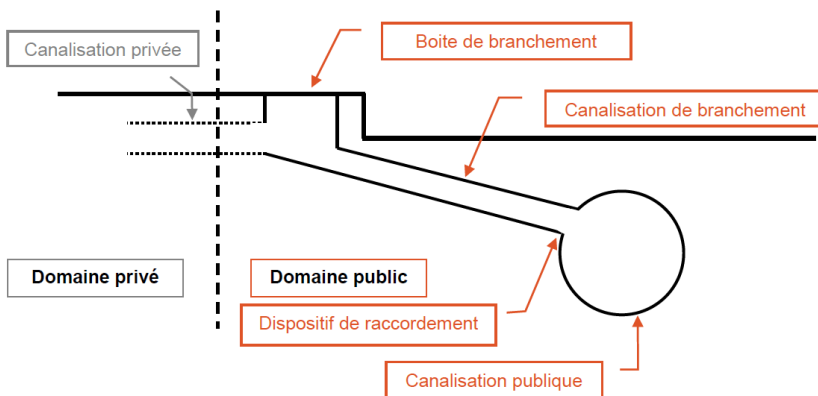 Boite de branchement
Canalisation privée
Canalisation de branchement
Domaine privé
Domaine public
Dispositif de raccordement
Canalisation publique